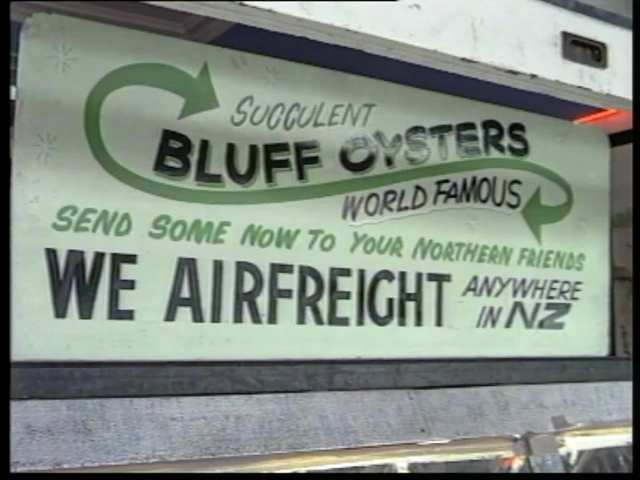 SUCCULENT
BLUFF OYSTERS
WORLD FAMOUS
SEND SOME NOW TO YOUR NORTHERN FRIENDS
WE AIRFREIGHT ANYWHERE
IN NZ